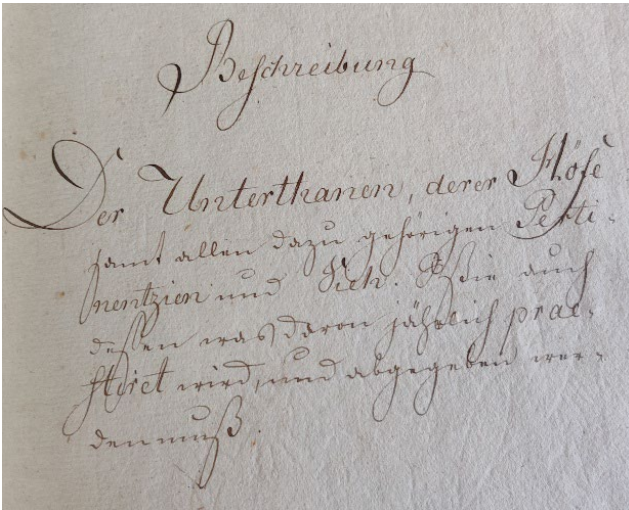 Beschreibung
Der Unterthanen, derer Höfe
samt allen dazu gehörigen Perti-
nentzien und Vieh. Wie auch
dessen was davon jährlich prae-
stiret wird, und abgegeben wer-
den muß.